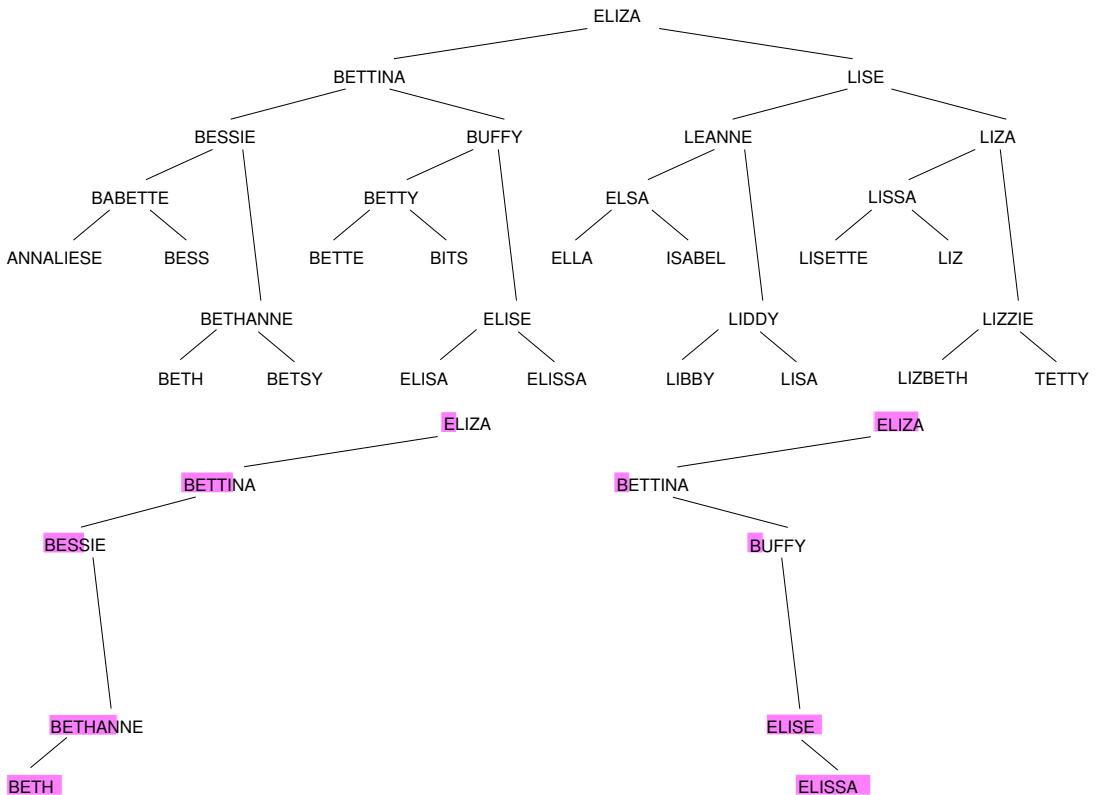 ELIZA
BETTINA LISE
BESSIE BUFFY LEANNE LIZA
BABETTE BETTY ELSA LISSA
ANNALIESE BESS BETTE BITS ELLA ISABEL LISETTE LIZ
BETHANNE ELISE LIDDY LIZZIE
BETH BETSY ELISA ELISSA LIBBY LISA LIZBETH TETTY
ELIZA ELIZA
BETTINA BETTINA
BESSIE BUFFY
BETHANNE ELISE
BETH ELISSA